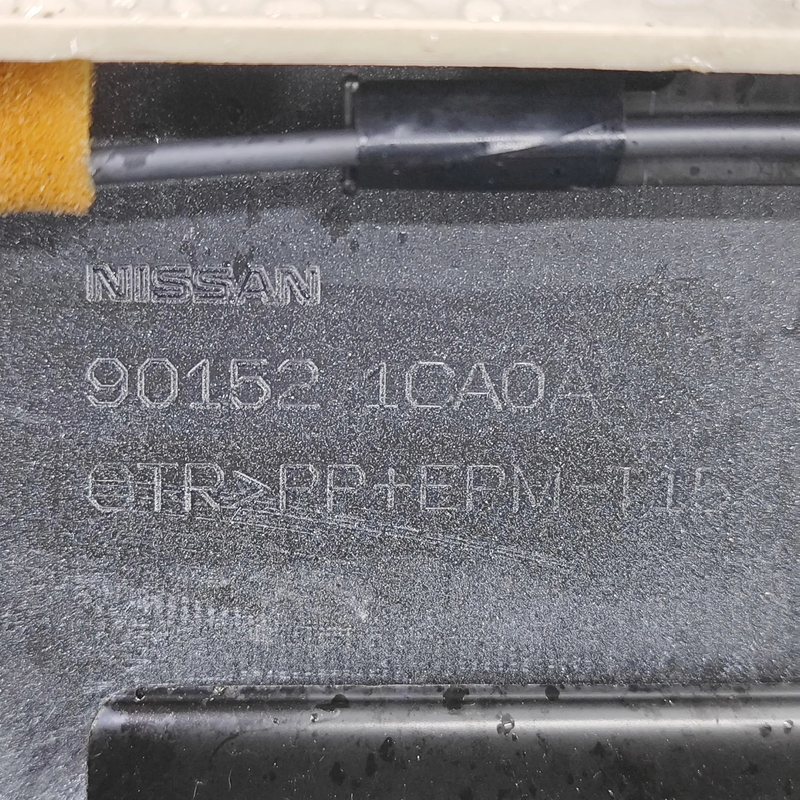 NISSAN
90152 1CA0A
OTR>PP+EPM-T15<